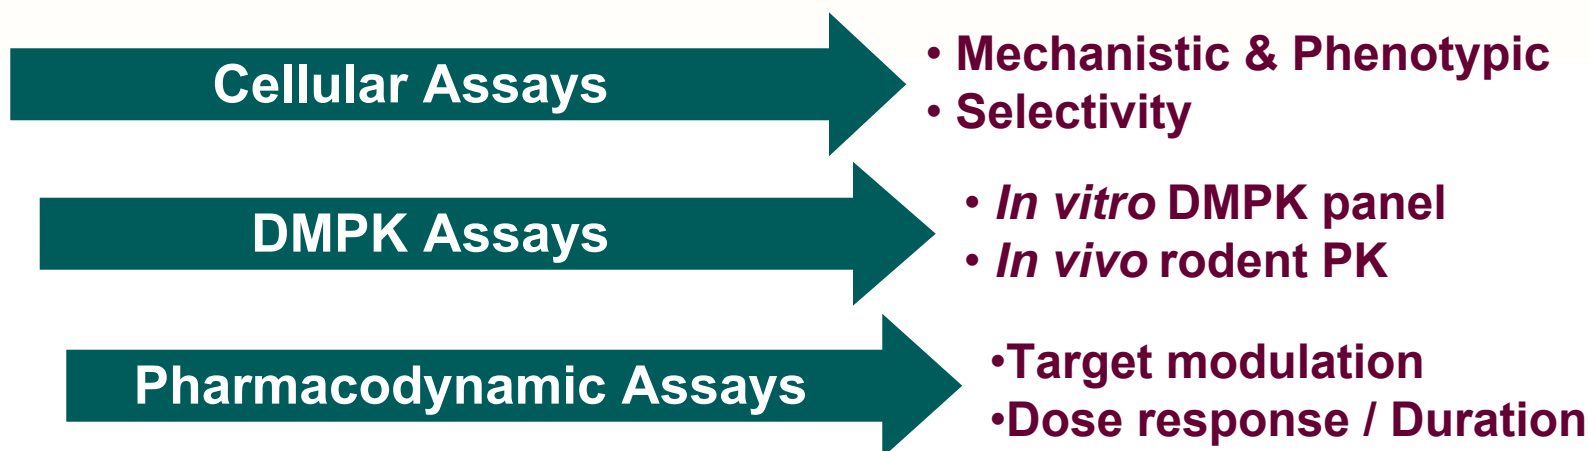 Cellular Assays
• Mechanistic & Phenotypic
• Selectivity
DMPK Assays
• In vitro DMPK panel
• In vivo rodent PK
Pharmacodynamic Assays
•Target modulation
•Dose response / Duration